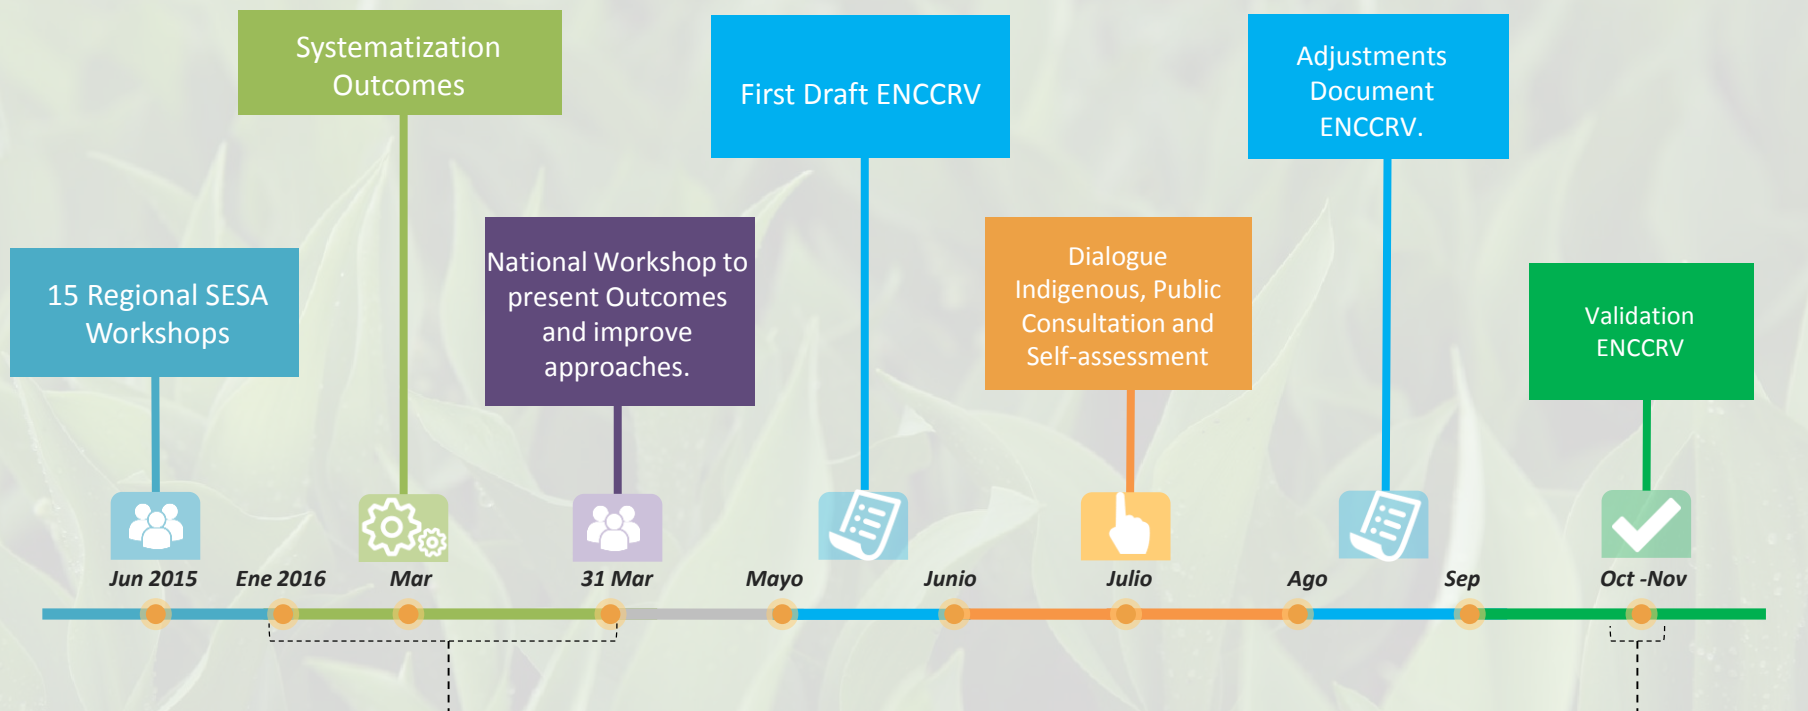 Systematization
Outcomes
First Draft ENCCRV
Adjustments
Document
ENCCRV.
15 Regional SESA
Workshops
National Workshop to
present Outcomes
and improve
approaches.
Dialogue
Indigenous, Public
Consultation and
Self-assessment
Validation
ENCCRV
Jun 2015
Ene 2016
Mar
31 Mar
Mayo
Junio
Julio
Ago
Sep
Oct -Nov